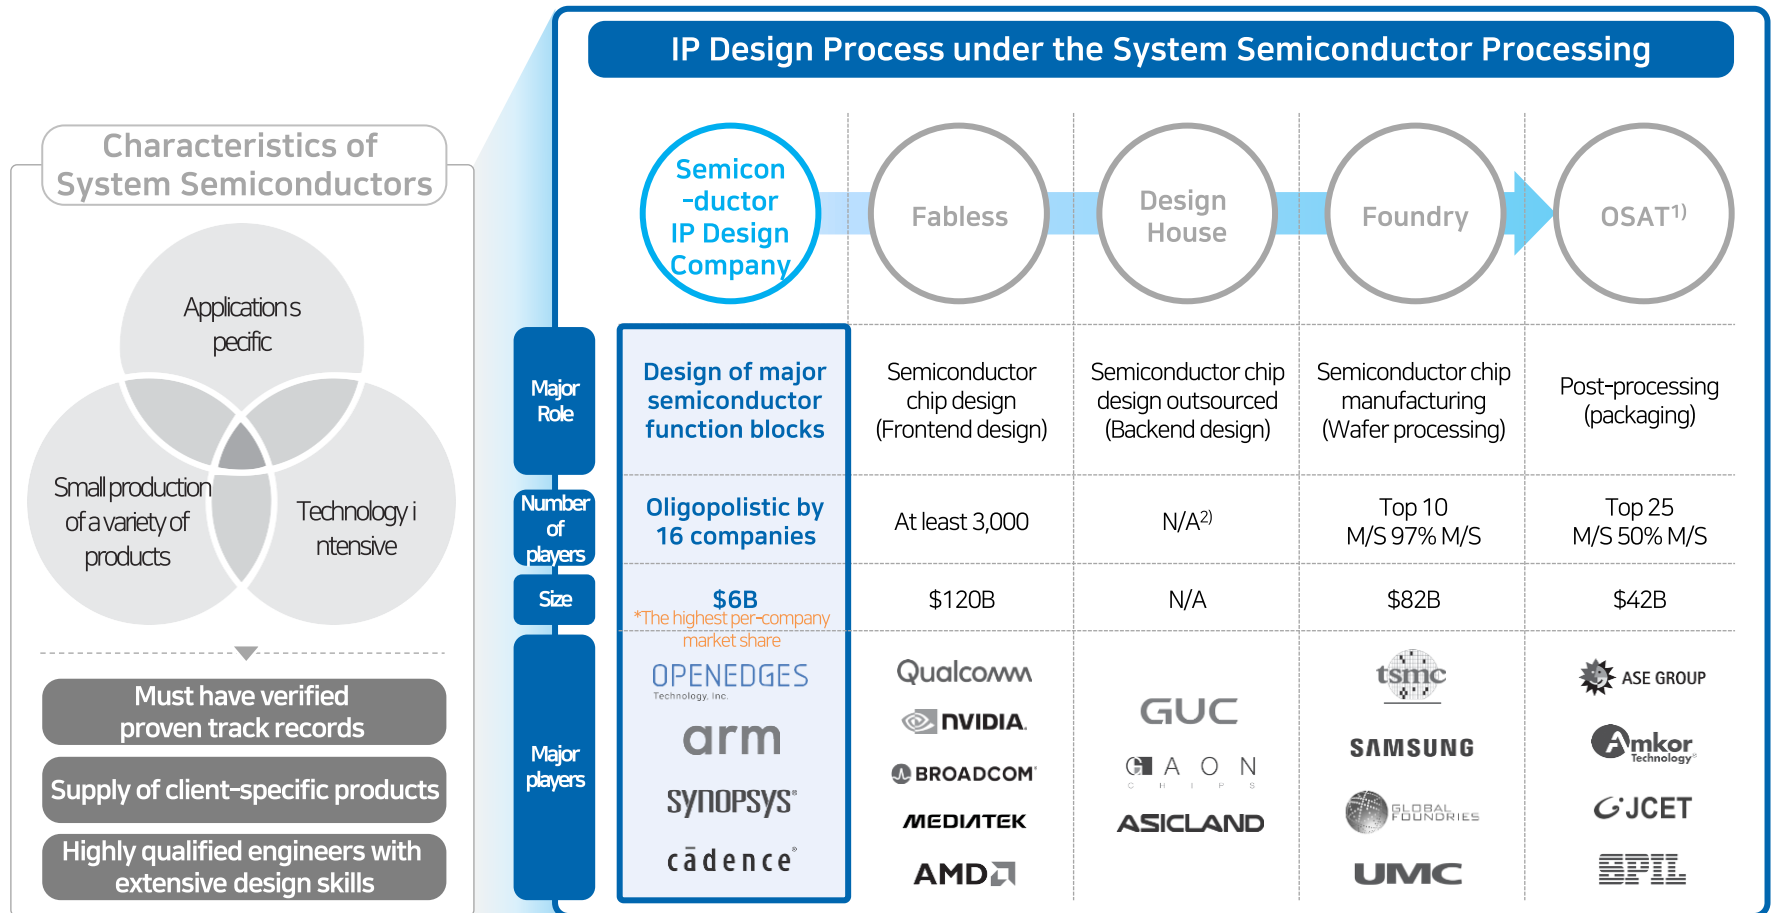 IP Design Process under the System Semiconductor Processing
Characteristics of
System Semiconductors
Application s
pecific
Small production
of a variety of
products
Technology i
ntensive
Must have verified
proven track records
Supply of client-specific products
Highly qualified engineers with
extensive design skills
Semicon
-ductor
IP Design
Company
Fabless
Design
House
Foundry
OSAT1)
Major
Role
Design of major
semiconductor
function blocks
Semiconductor
chip design
(Frontend design)
Semiconductor chip
design outsourced
(Backend design)
Semiconductor chip
manufacturing
(Wafer processing)
Post-processing
(packaging)
Number
of
players
Oligopolistic by
16 companies
At least 3,000
N/A2)
Top 10
M/S 97% M/S
Top 25
M/S 50% M/S
Size
$6B
*The highest per-company
market share
$120B
N/A
$82B
$42B
Major
players
OPENEDGES
Technology, Inc.
arm
SYNOPSYS®
cādence®
Qualcomm
NVIDIA.
BROADCOM®
MEDIATEK
AMD
GUC
GAON
CHIPS
ASICLAND
tsmc
SAMSUNG
GLOBAL
FOUNDRIES
UMC
ASE GROUP
Amkor
Technology®
JCET
SPIL